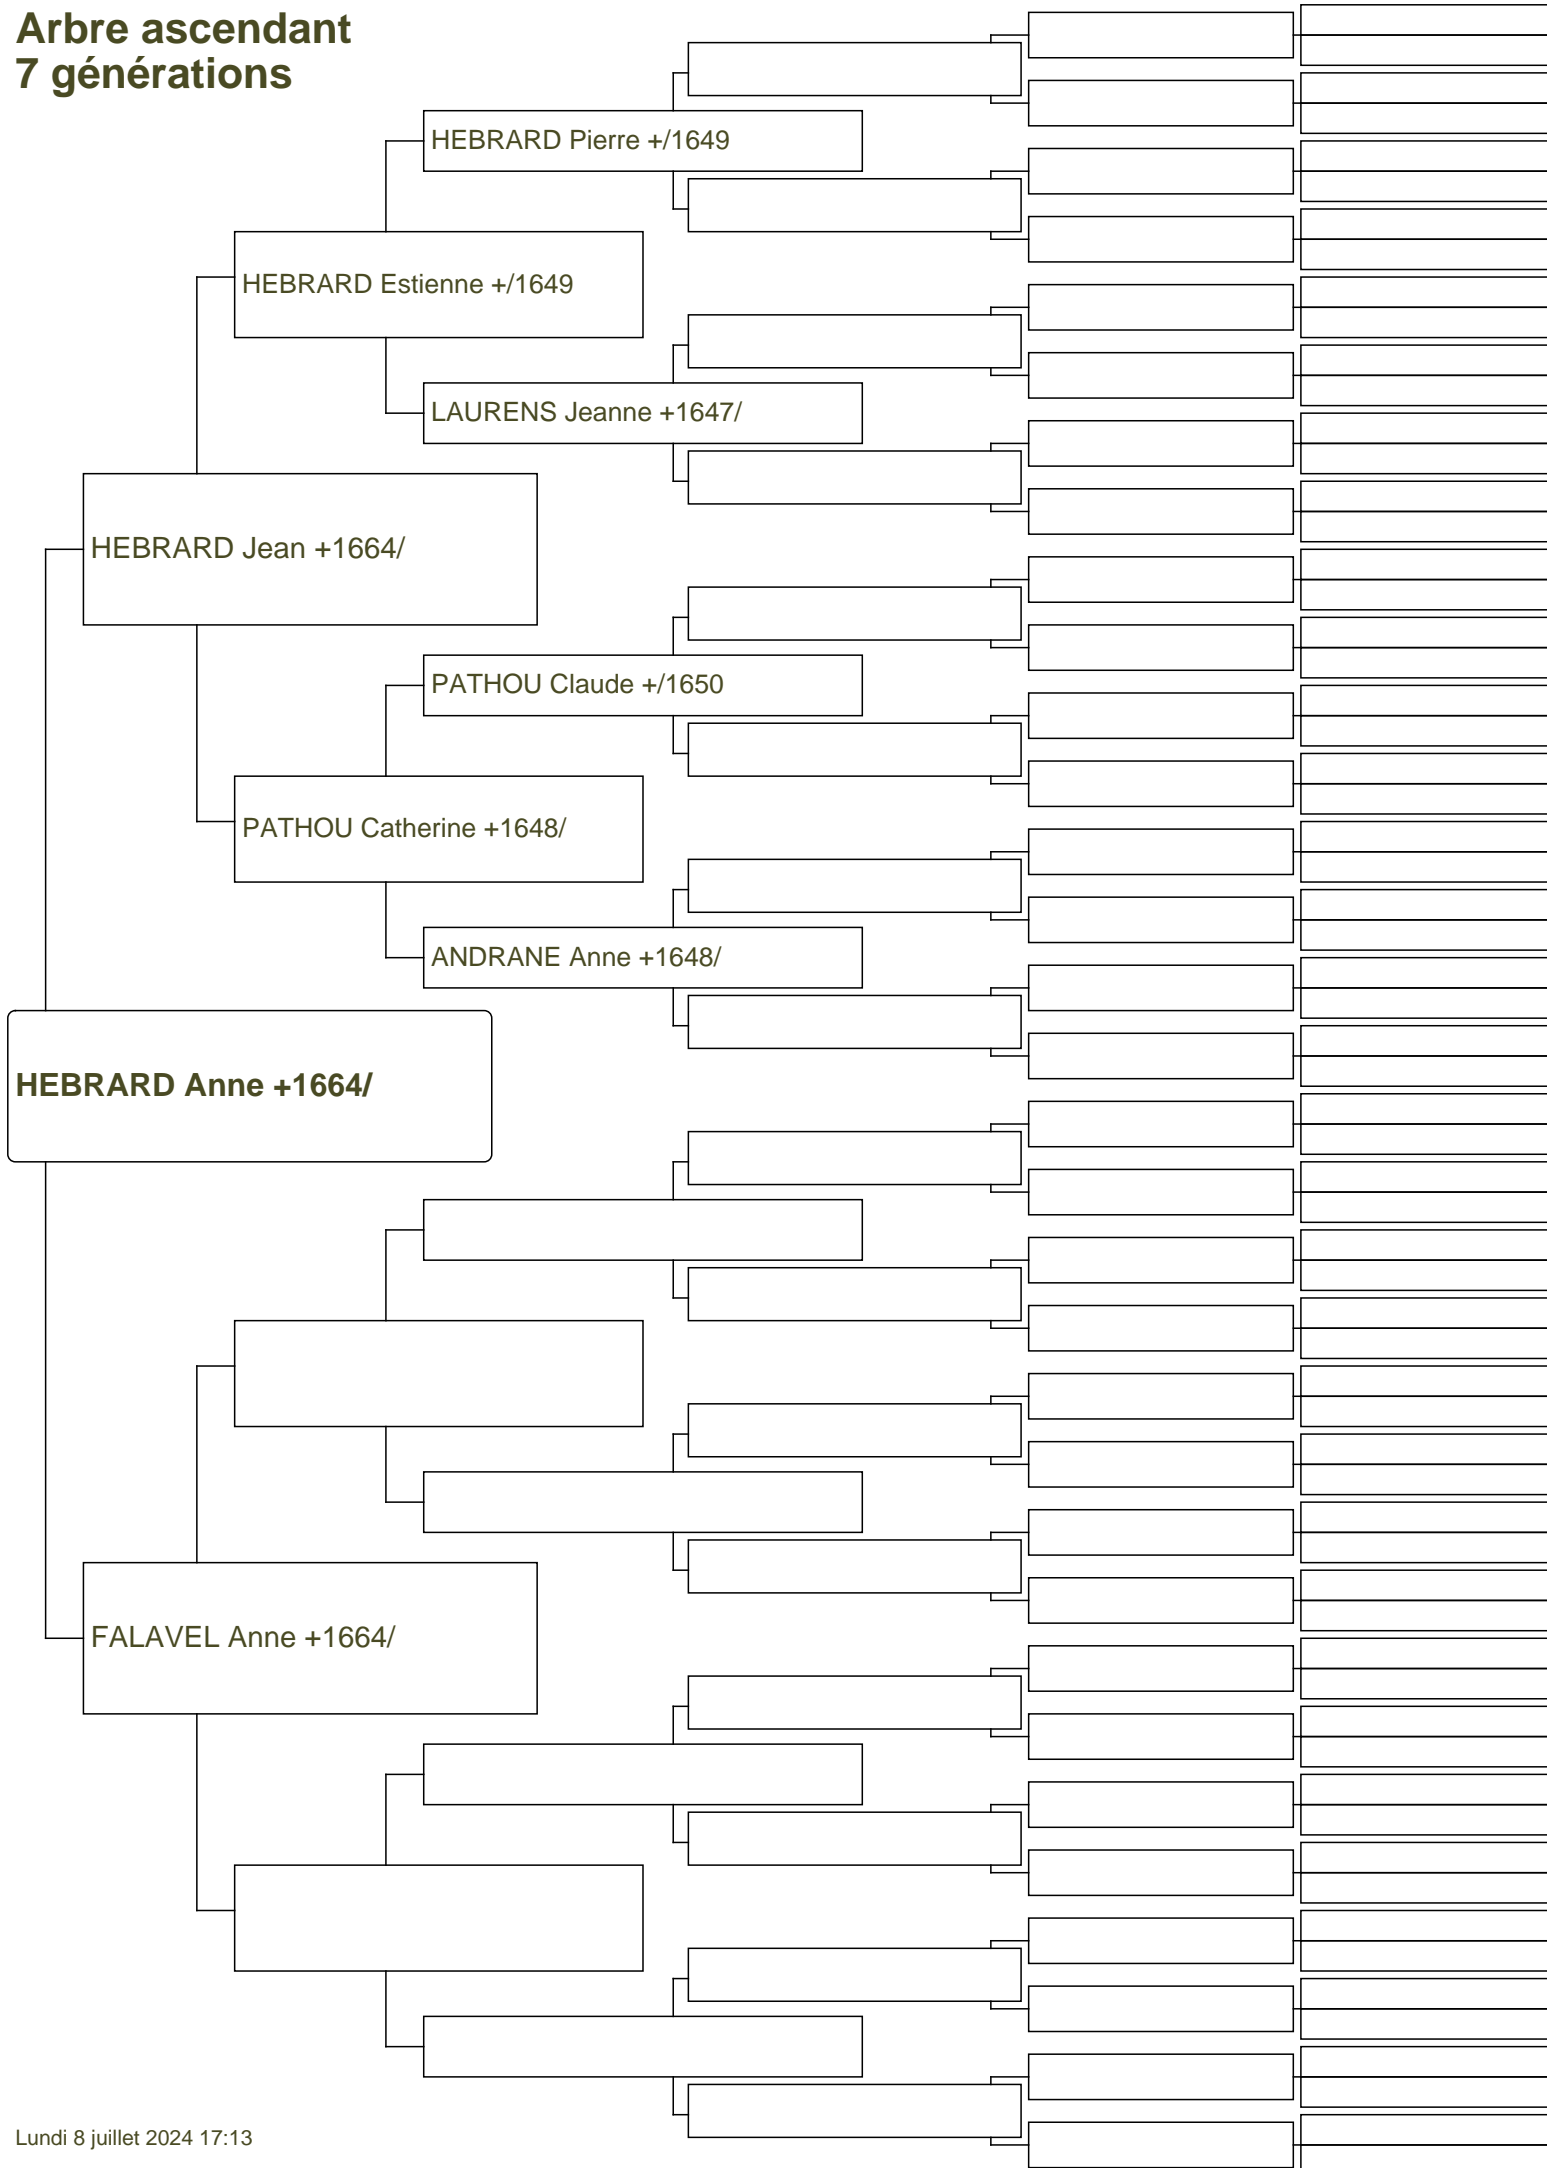 Arbre ascendant
7 générations
HEBRARD Pierre +/1649
HEBRARD Estienne +/1649
LAURENS Jeanne +1647/
HEBRARD Jean +1664/
PATHOU Claude +/1650
PATHOU Catherine +1648/
ANDRANE Anne +1648/
HEBRARD Anne +1664/
FALAVEL Anne +1664/
Lundi 8 juillet 2024 17:13